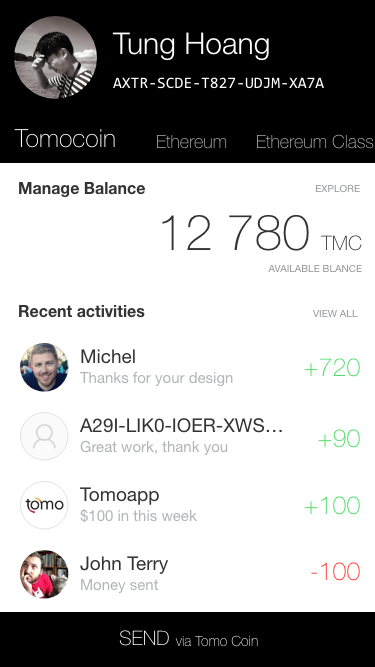 Tung Hoang
AXTR-SCDE-T827-UDJM-XA7A
Tomocoin Ethereum Ethereum Class
Manage Balance EXPLORE
12 780 TMC
AVAILABLE BLANCE
Recent activities VIEW ALL
Michel
Thanks for your design
+720
A29I-LIK0-IOER-XWS...
Great work, thank you
+90
tomo
Tomoapp
$100 in this week
+100
John Terry
Money sent
-100
SEND via Tomo Coin